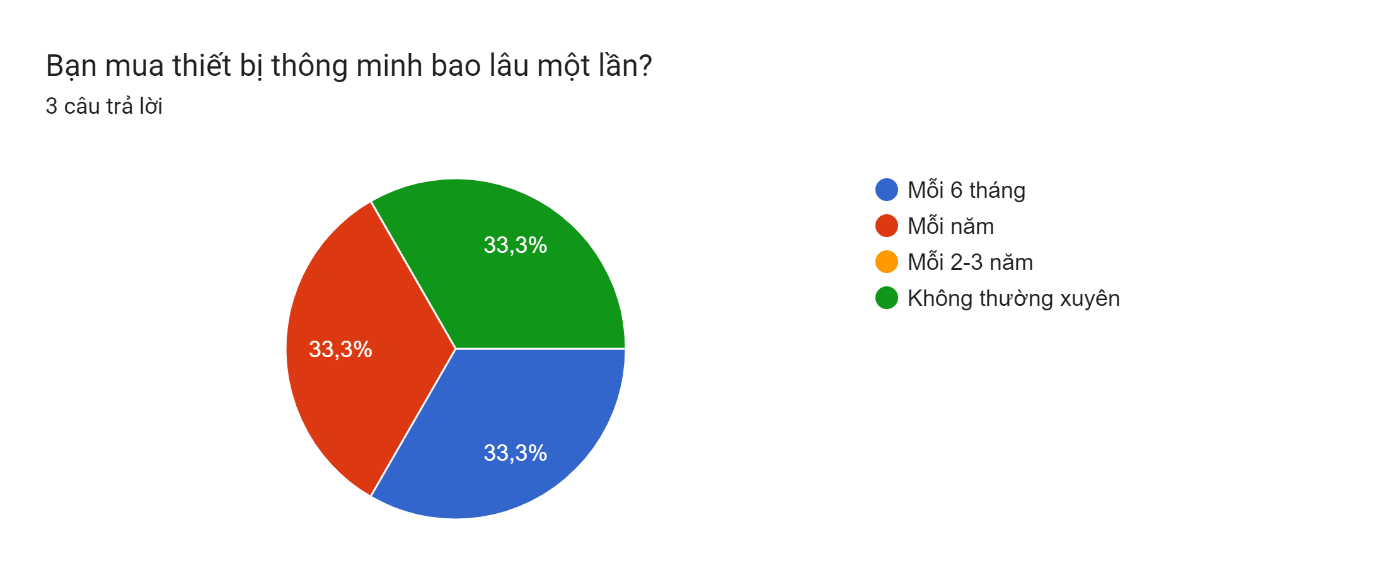 Bạn mua thiết bị thông minh bao lâu một lần?
3 câu trả lời
Mỗi 6 tháng
Mỗi năm
Mỗi 2-3 năm
Không thường xuyên
33,3%
33,3%
33,3%